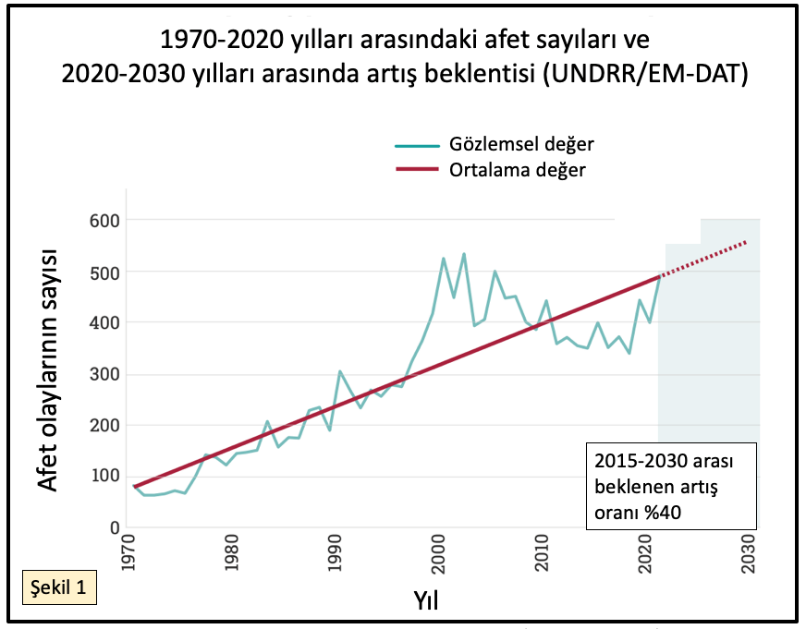 1970-2020 yılları arasındaki afet sayıları ve
2020-2030 yılları arasında artış beklentisi (UNDRR/EM-DAT)
Gözlemsel değer
Ortalama değer
Afet olaylarının sayısı
600
500
400
300
200
100
0
1970
1980
1990
2000
2010
2020
2030
2015-2030 arası
beklenen artış
oranı %40
Şekil 1
Yıl